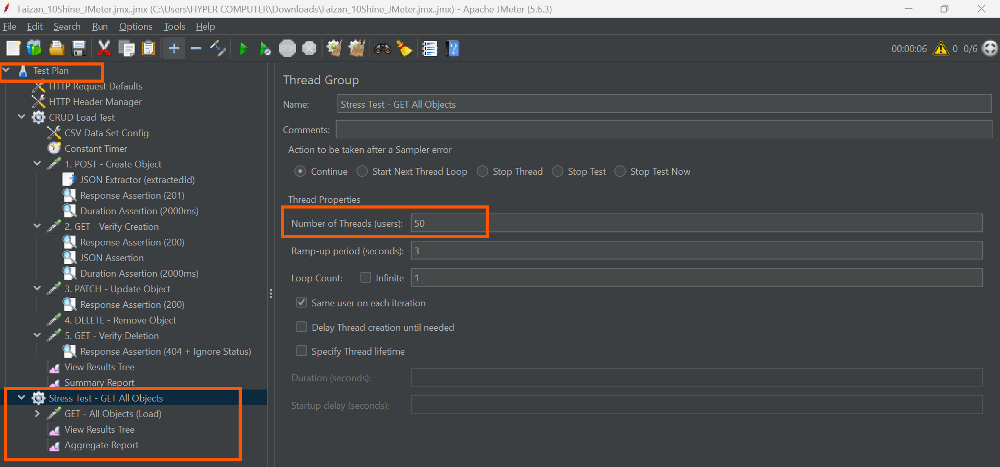 Faizan_10Shine_JMeter.jmx..jmx (C:\Users\HYPER COMPUTER\Downloads\Faizan_10Shine_JMeter.jmx..jmx) - Apache JMeter (5.6.3)
File Edit Search Run Options Tools Help
STOP
00:00:06 0 0/6
Test Plan
HTTP Request Defaults
HTTP Header Manager
CRUD Load Test
CSV Data Set Config
Constant Timer
1. POST - Create Object
JSON Extractor (extractedId)
Response Assertion (201)
Duration Assertion (2000ms)
2. GET - Verify Creation
Response Assertion (200)
JSON Assertion
Duration Assertion (2000ms)
3. PATCH - Update Object
Response Assertion (200)
4. DELETE - Remove Object
5. GET - Verify Deletion
Response Assertion (404 + Ignore Status)
View Results Tree
Summary Report
Stress Test - GET All Objects
GET - All Objects (Load)
View Results Tree
Aggregate Report
Thread Group
Name: Stress Test - GET All Objects
Comments:
Action to be taken after a Sampler error
Continue Start Next Thread Loop Stop Thread Stop Test Stop Test Now
Thread Properties
Number of Threads (users): 50
Ramp-up period (seconds): 3
Loop Count: Infinite 1
Same user on each iteration
Delay Thread creation until needed
Specify Thread lifetime
Duration (seconds):
Startup delay (seconds):